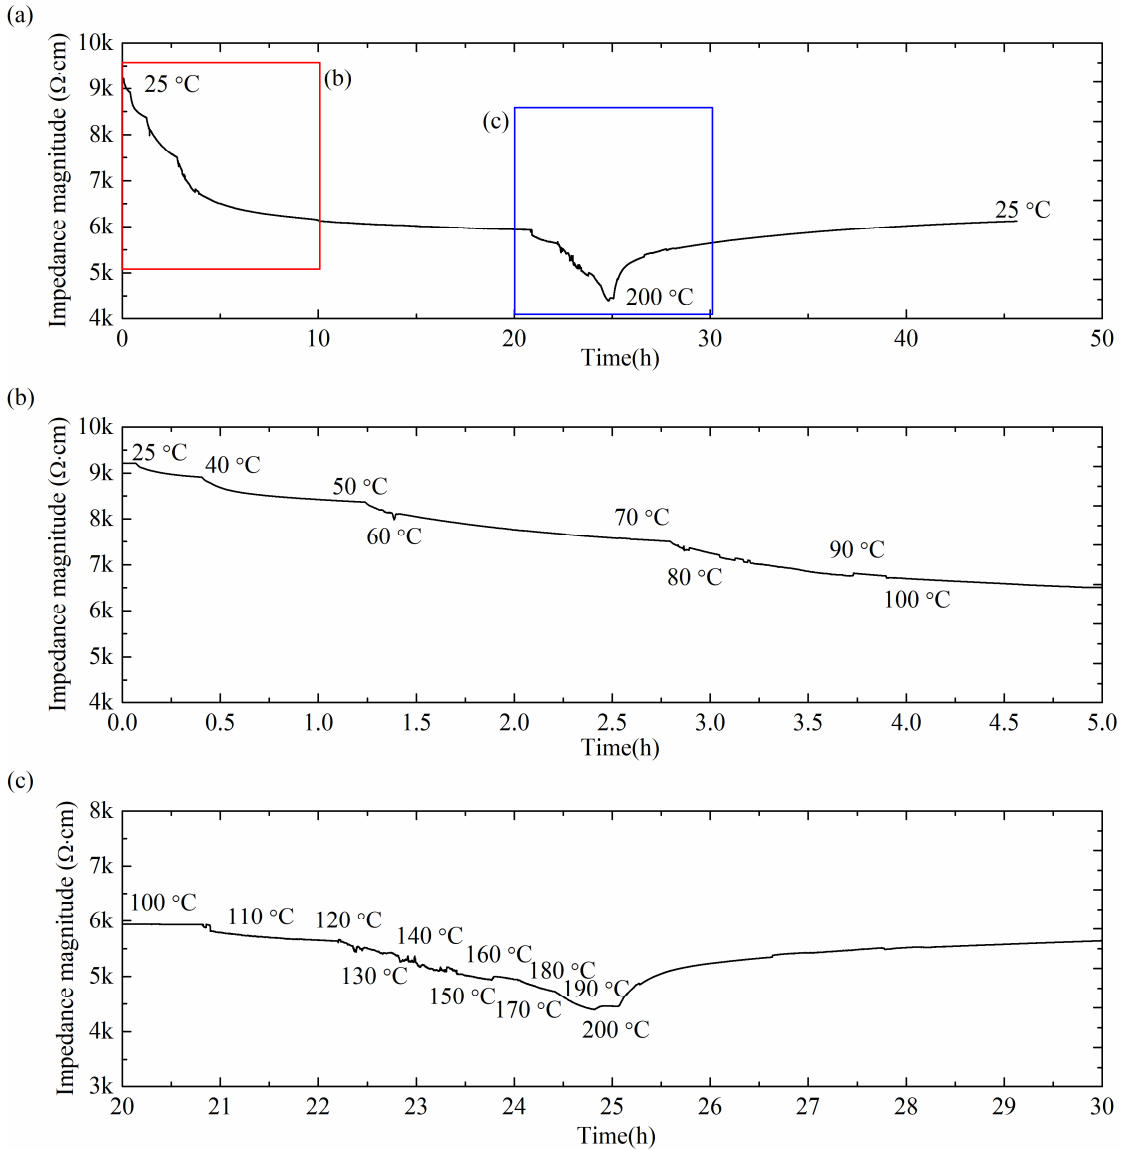 (a)
Impedance magnitude (Ω·cm)
10k
9k
8k
7k
6k
5k
4k
25 °C
(b)
(c)
200 °C
25 °C
0 10 20 30 40 50
Time(h)
(b)
Impedance magnitude (Ω·cm)
10k
9k
8k
7k
6k
5k
4k
25 °C
40 °C
50 °C
60 °C
70 °C
80 °C
90 °C
100 °C
0.0 0.5 1.0 1.5 2.0 2.5 3.0 3.5 4.0 4.5 5.0
Time(h)
(c)
Impedance magnitude (Ω·cm)
8k
7k
6k
5k
4k
3k
100 °C
110 °C
120 °C
130 °C
140 °C
150 °C
160 °C
170 °C
180 °C
190 °C
200 °C
20 21 22 23 24 25 26 27 28 29 30
Time(h)